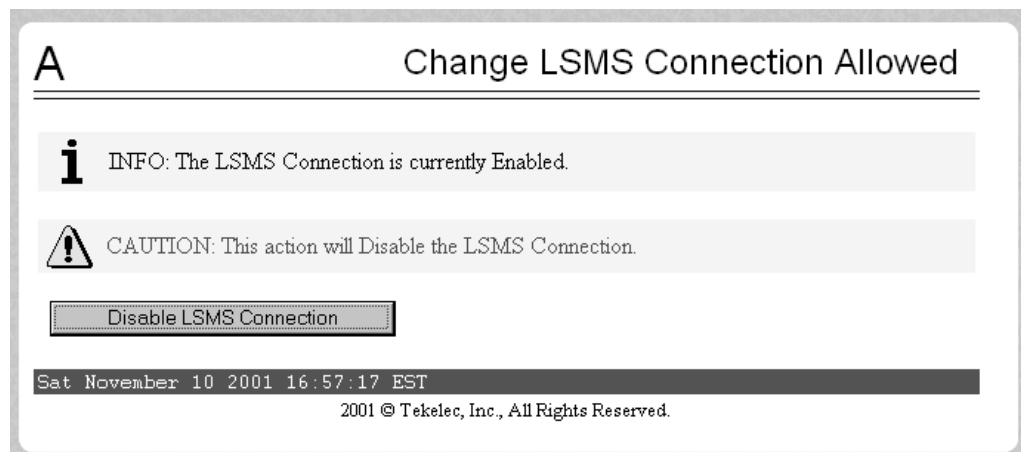 A
Change LSMS Connection Allowed
INFO: The LSMS Connection is currently Enabled.
CAUTION: This action will Disable the LSMS Connection.
Disable LSMS Connection
Sat November 10 2001 16:57:17 EST
2001 © Tekelec, Inc., All Rights Reserved.